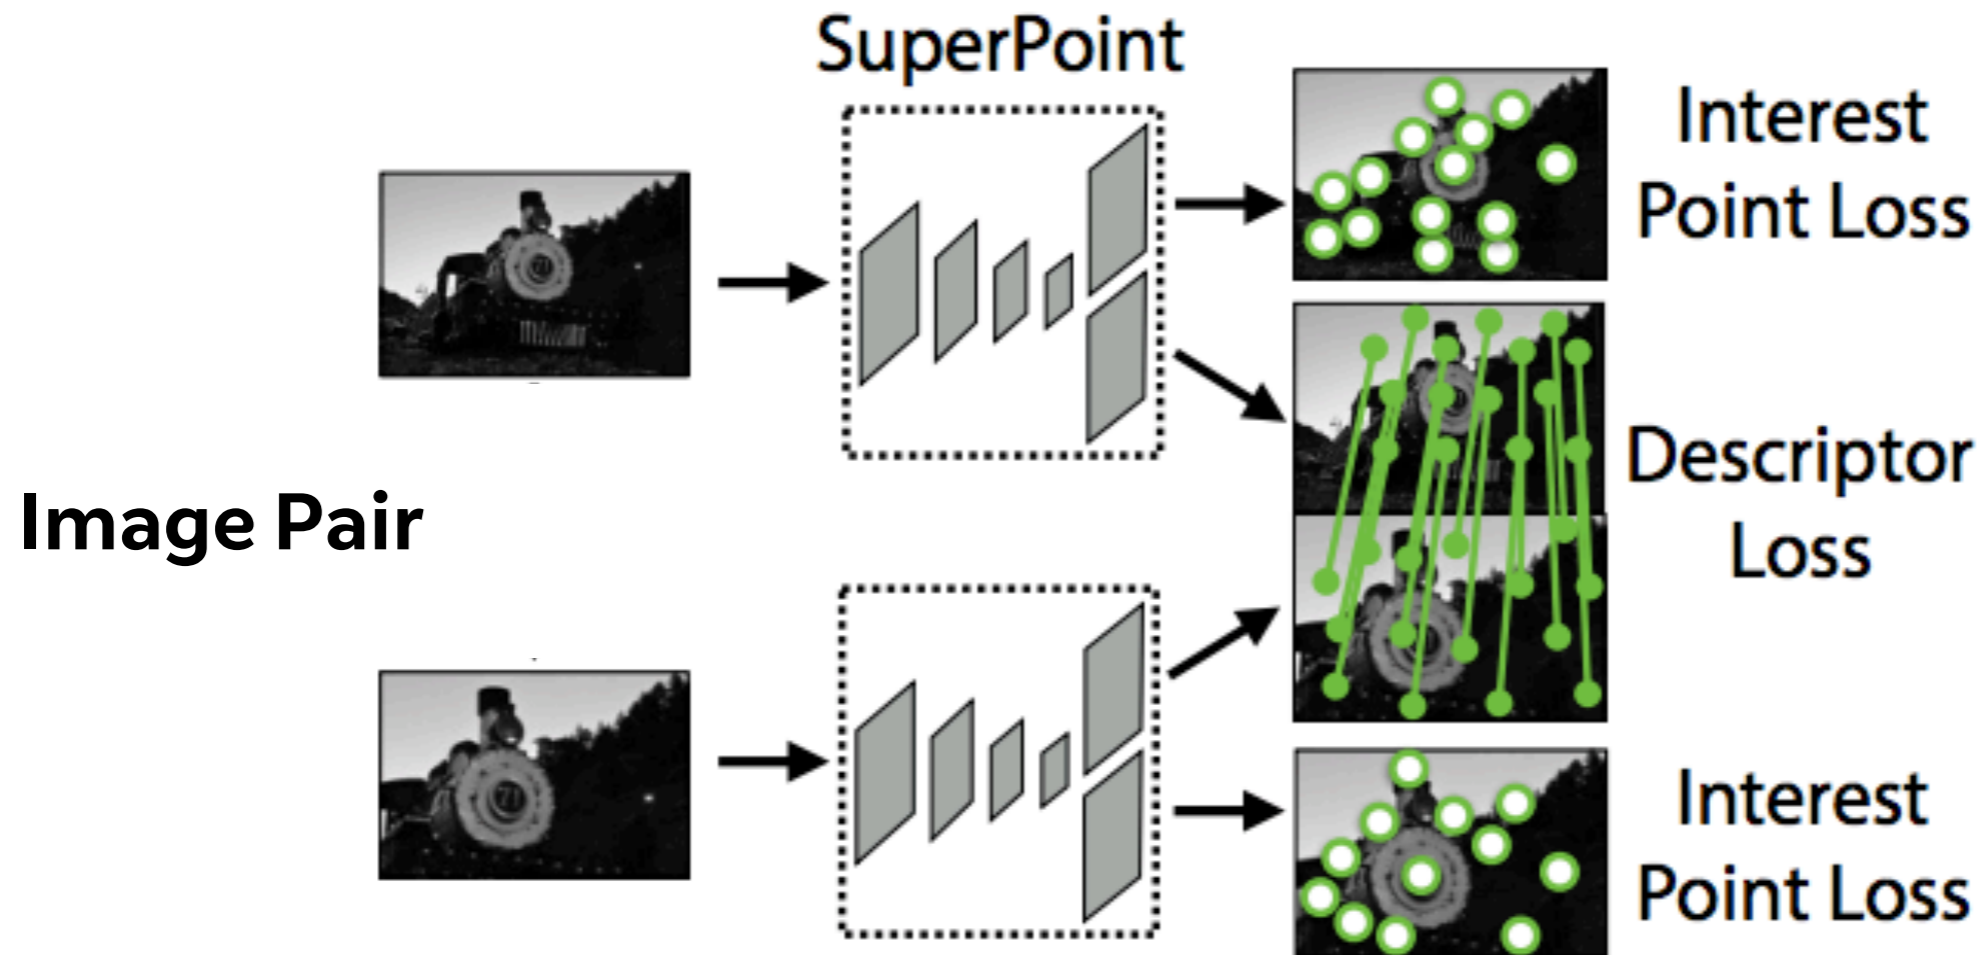 SuperPoint
Interest
Point Loss
Descriptor
Loss
Image Pair
Interest
Point Loss